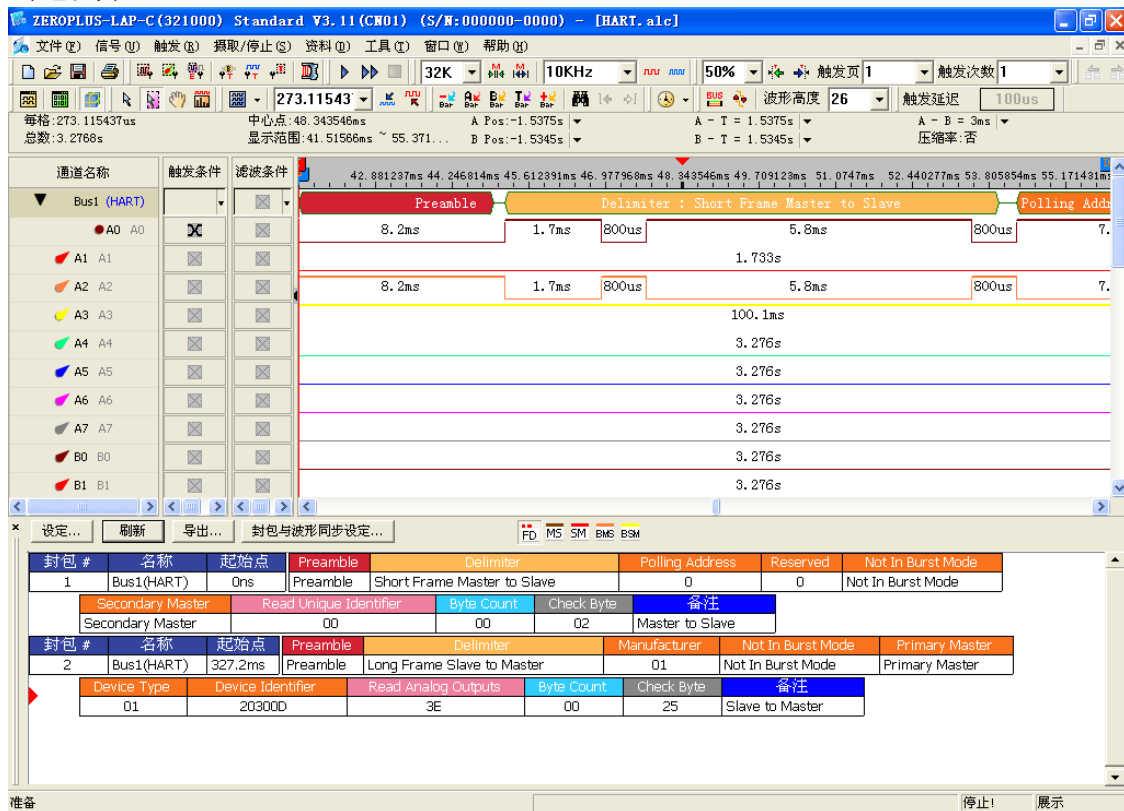 ZEROPLUS-LAP-C(321000) Standard V3.11(CN01) (S/N:000000-0000) - [HART.alc]
文件(F) 信号(U) 触发(R) 摄取/停止(S) 资料(D) 工具(T) 窗口(W) 帮助(H)
32K 10KHz 50% 触发页 1 触发次数 1
273.11543 Bar Bar Bar Bar Bar BUS 波形高度 26 触发延迟 100us
每格:273.115437us 中心点:48.343546ms A Pos:-1.5375s A - T = 1.5375s A - B = 3ms
总数:3.2768s 显示范围:41.51566ms ~ 55.371... B Pos:-1.5345s B - T = 1.5345s 压缩率:否
通道名称 触发条件 滤波条件 42.881237ms 44.246814ms 45.612391ms 46.977968ms 48.343546ms 49.709123ms 51.0747ms 52.440277ms 53.805854ms 55.171431ms
Bus1 (HART) Preamble Delimiter : Short Frame Master to Slave Polling Addr
A0 A0 8.2ms 1.7ms 800us 5.8ms 800us 7.
A1 A1 1.733s
A2 A2 8.2ms 1.7ms 800us 5.8ms 800us 7.
A3 A3 100.1ms
A4 A4 3.276s
A5 A5 3.276s
A6 A6 3.276s
A7 A7 3.276s
B0 B0 3.276s
B1 B1 3.276s
设定... 刷新 导出... 封包与波形同步设定... FD MS SM BMS BSM
封包 # 名称 起始点 Preamble Delimiter Polling Address Reserved Not In Burst Mode
1 Bus1(HART) 0ns Preamble Short Frame Master to Slave 0 0 Not In Burst Mode
Secondary Master Read Unique Identifier Byte Count Check Byte 备注
Secondary Master 00 00 02 Master to Slave
封包 # 名称 起始点 Preamble Delimiter Manufacturer Not In Burst Mode Primary Master
2 Bus1(HART) 327.2ms Preamble Long Frame Slave to Master 01 Not In Burst Mode Primary Master
Device Type Device Identifier Read Analog Outputs Byte Count Check Byte 备注
01 20300D 3E 00 25 Slave to Master
准备 停止! 展示